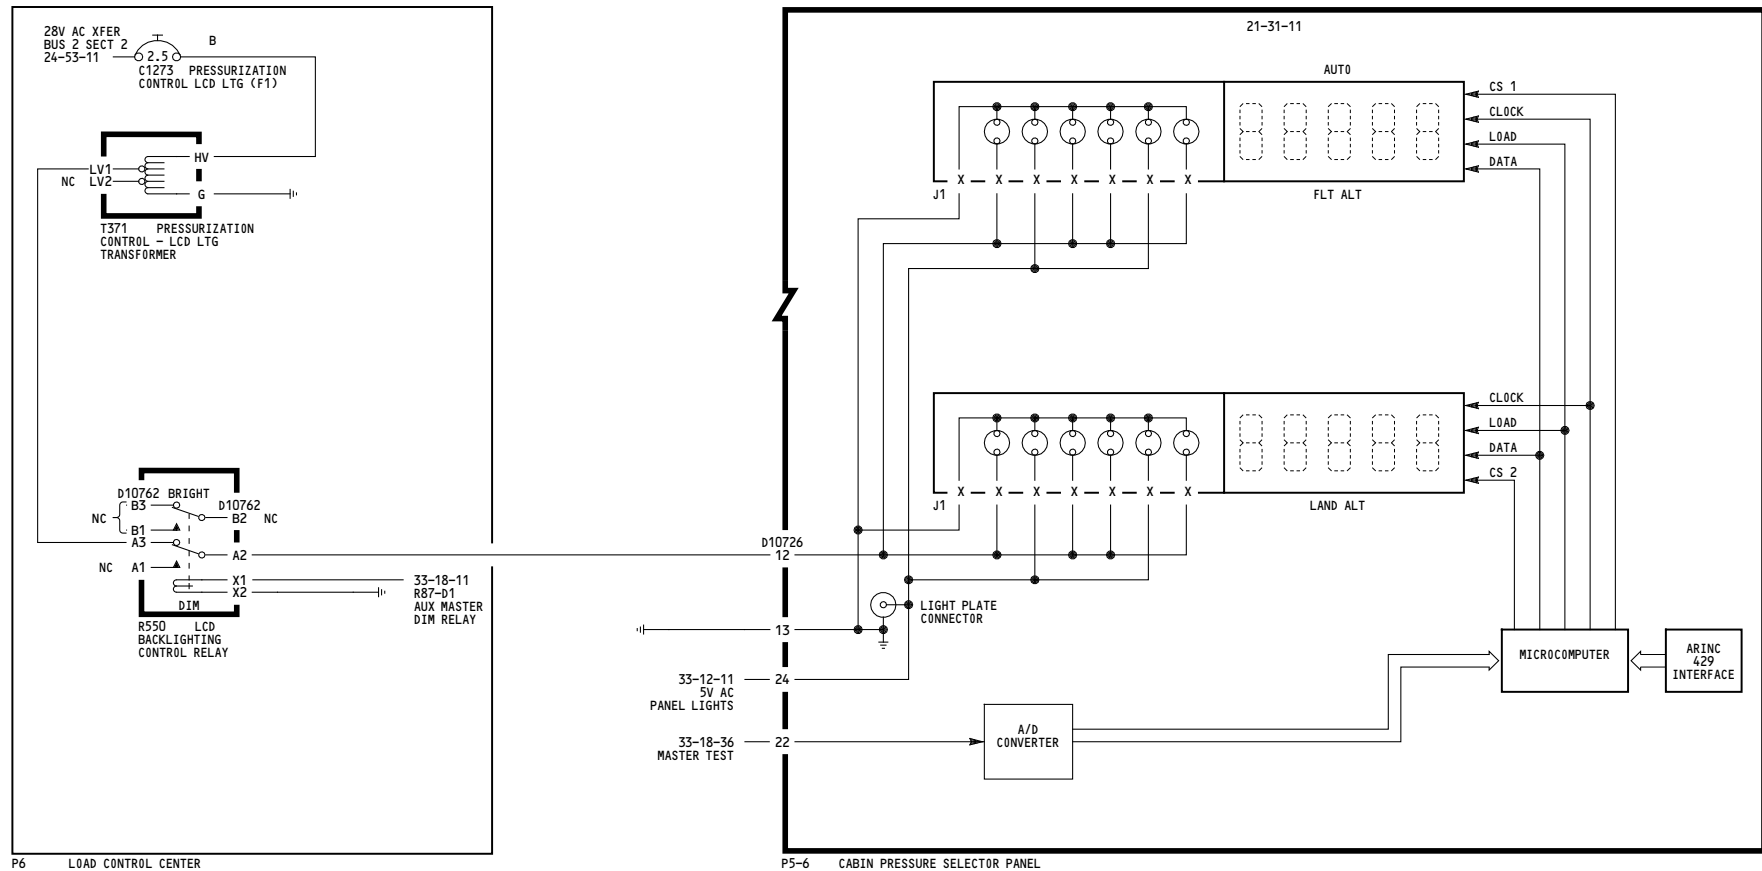 28V AC XFER
BUS 2 SECT 2
24-53-11
2.5
B
C1273 PRESSURIZATION
CONTROL LCD LTG (F1)
HV
LV1
NC LV2
G
T371 PRESSURIZATION
CONTROL - LCD LTG
TRANSFORMER
D10762 BRIGHT
B3
D10762
NC
B2 NC
B1
A3
A2
NC A1
X1
X2
DIM
33-18-11
R87-D1
AUX MASTER
DIM RELAY
R550 LCD
BACKLIGHTING
CONTROL RELAY
P6 LOAD CONTROL CENTER
21-31-11
AUTO
CS 1
CLOCK
LOAD
DATA
X X X X X X X
J1
FLT ALT
CLOCK
LOAD
DATA
CS 2
X X X X X X X
J1
LAND ALT
D10726
12
LIGHT PLATE
CONNECTOR
13
33-12-11
24
5V AC
PANEL LIGHTS
33-18-36
22
MASTER TEST
A/D
CONVERTER
MICROCOMPUTER
ARINC
429
INTERFACE
P5-6 CABIN PRESSURE SELECTOR PANEL